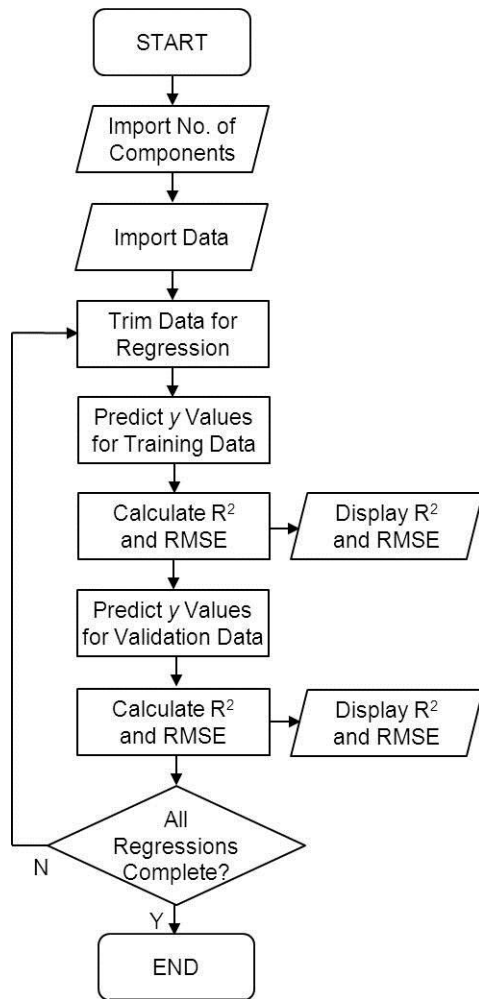 START
Import No. of
Components
Import Data
Trim Data for
Regression
Predict y Values
for Training Data
Calculate R²
and RMSE
Display R²
and RMSE
Predict y Values
for Validation Data
Calculate R²
and RMSE
Display R²
and RMSE
All
Regressions
Complete?
N
Y
END